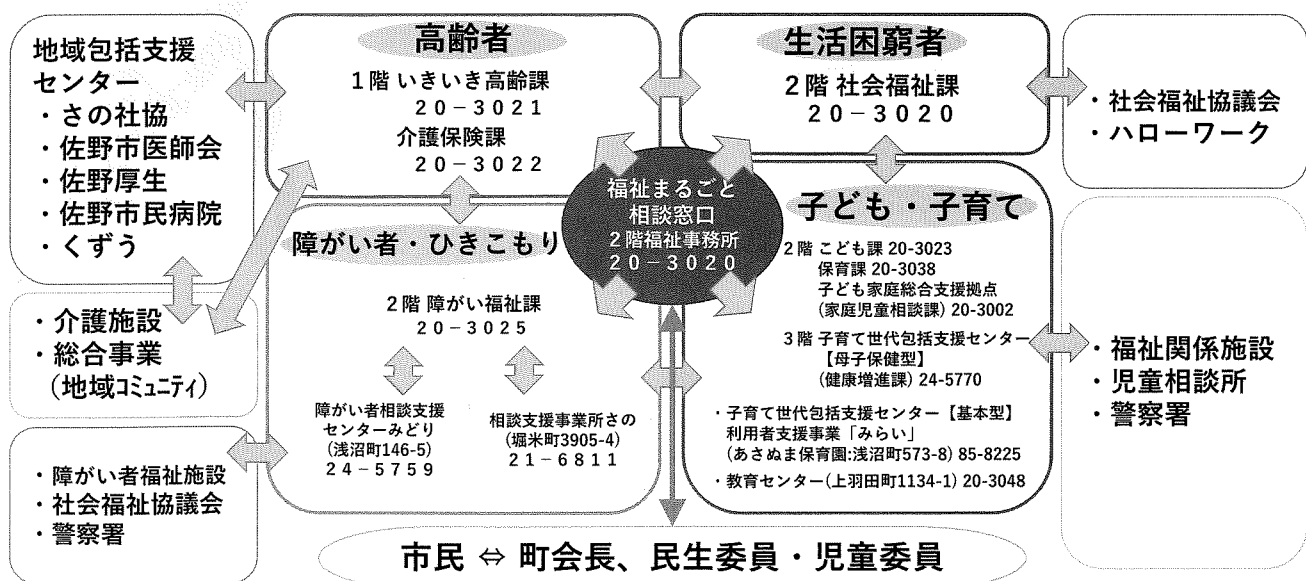 地域包括支援
センター
・さの社協
・佐野市医師会
・佐野厚生
・佐野市民病院
・くずう
・介護施設
・総合事業
(地域コミュニティ)
・障がい者福祉施設
・社会福祉協議会
・警察署
高齢者
1階 いきいき高齢課
20-3021
介護保険課
20-3022
障がい者・ひきこもり
2階 障がい福祉課
20-3025
障がい者相談支援
センターみどり
(浅沼町146-5)
24-5759
相談支援事業所さの
(堀米町3905-4)
21-6811
福祉まるごと
相談窓口
2階福祉事務所
20-3020
生活困窮者
2階 社会福祉課
20-3020
子ども・子育て
2階 こども課 20-3023
保育課 20-3038
子ども家庭総合支援拠点
(家庭児童相談課) 20-3002
3階 子育て世代包括支援センター
【母子保健型】
(健康増進課) 24-5770
・子育て世代包括支援センター【基本型】
利用者支援事業「みらい」
(あさぬま保育園:浅沼町573-8) 85-8225
・教育センター(上羽田町1134-1) 20-3048
・社会福祉協議会
・ハローワーク
・福祉関係施設
・児童相談所
・警察署
市民 ⇔ 町会長、民生委員・児童委員